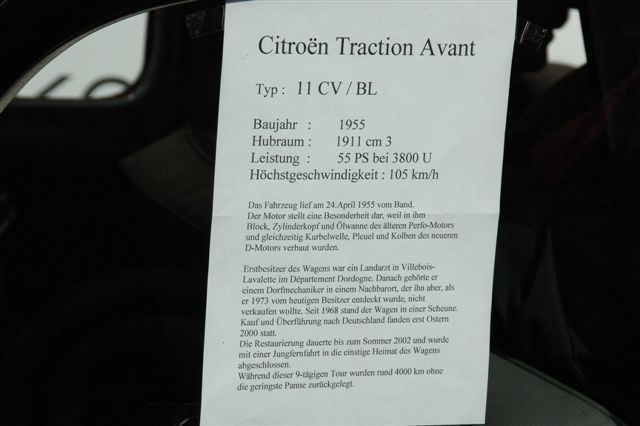 Citroën Traction Avant
Typ : 11 CV / BL
Baujahr : 1955
Hubraum : 1911 cm 3
Leistung : 55 PS bei 3800 U
Höchstgeschwindigkeit : 105 km/h
Das Fahrzeug lief am 24.April 1955 vom Band.
Der Motor stellt eine Besonderheit dar, weil in ihm
Block, Zylinderkopf und Ölwanne des älteren Perfo-Motors
und gleichzeitig Kurbelwelle, Pleuel und Kolben des neueren
D-Motors verbaut wurden.
Erstbesitzer des Wagens war ein Landarzt in Villebois-
Lavalette im Département Dordogne. Danach gehörte er
einem Dorfmechaniker in einem Nachbarort, der ihn aber, als
er 1973 vom heutigen Besitzer entdeckt wurde, nicht
verkaufen wollte. Seit 1968 stand der Wagen in einer Scheune.
Kauf und Überführung nach Deutschland fanden erst Ostern
2000 statt.
Die Restaurierung dauerte bis zum Sommer 2002 und wurde
mit einer Jungfernfahrt in die einstige Heimat des Wagens
abgeschlossen.
Während dieser 9-tägigen Tour wurden rund 4000 km ohne
die geringste Panne zurückgelegt.